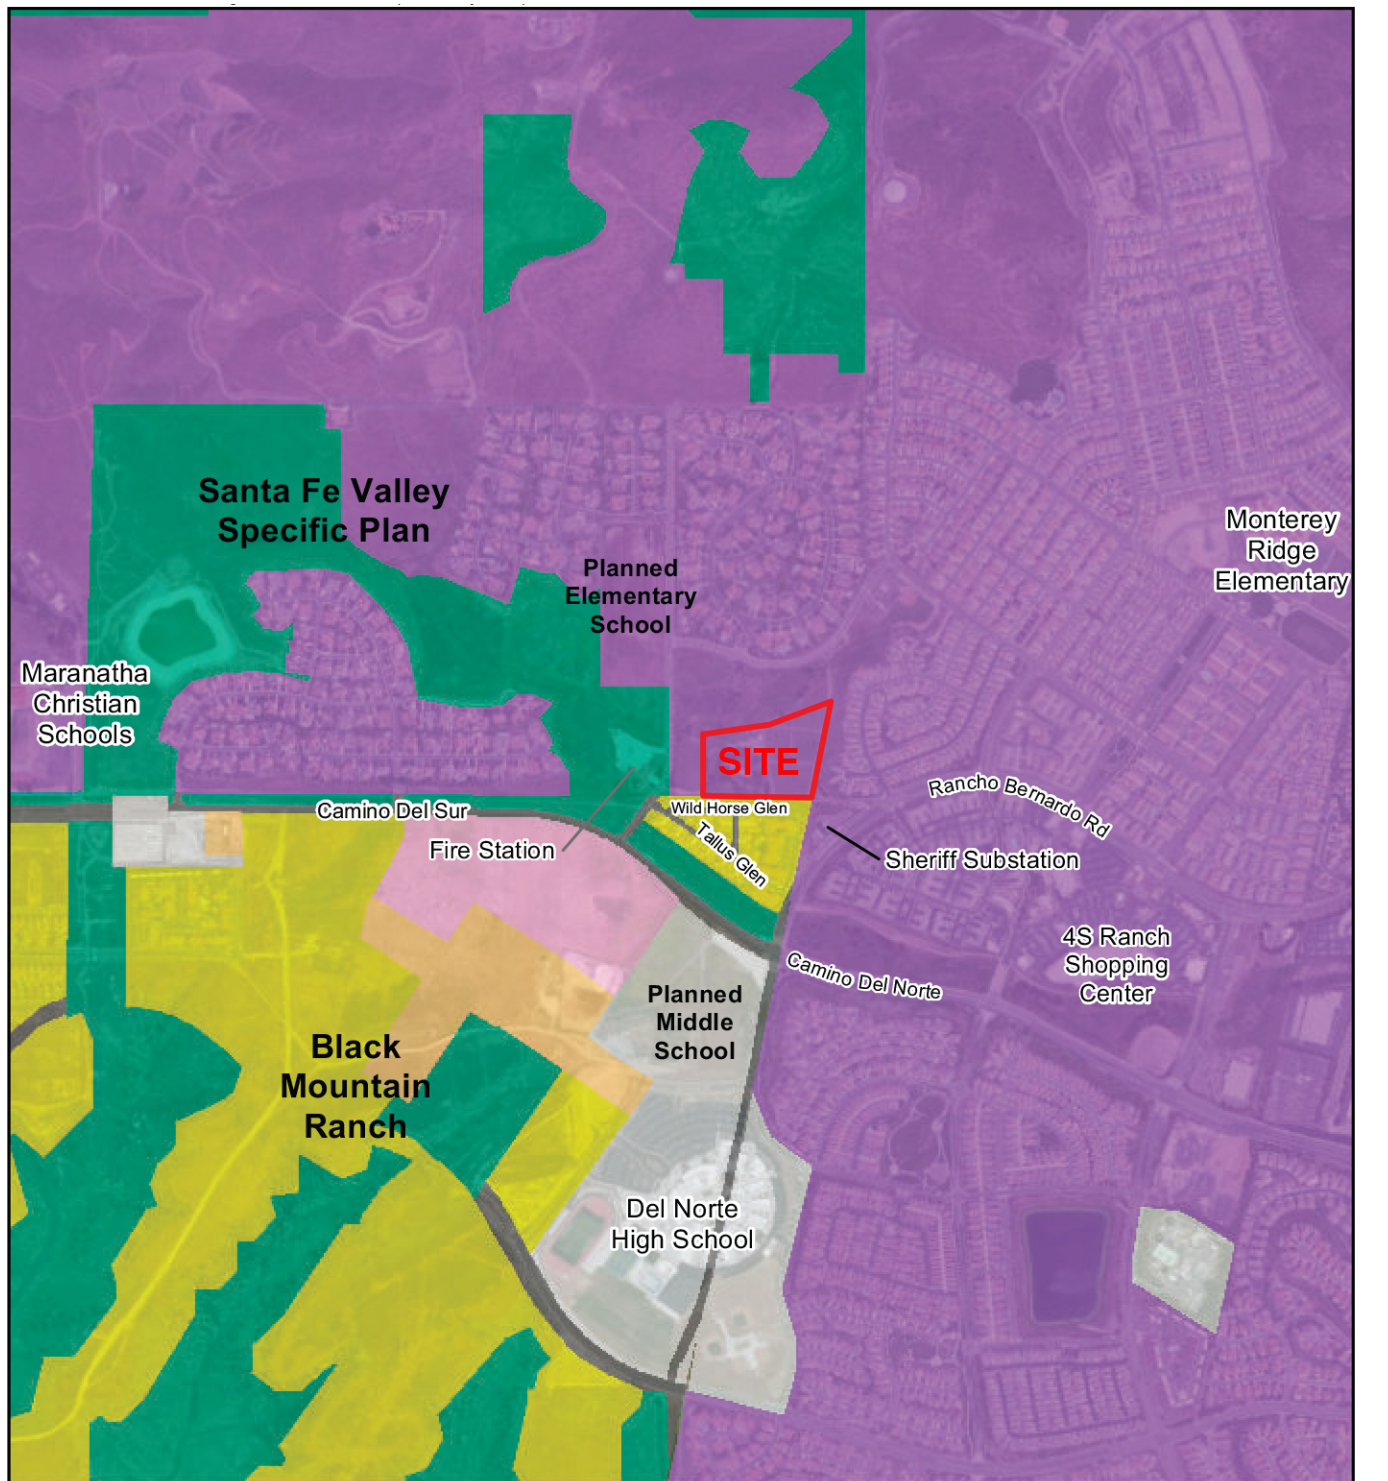 Santa Fe Valley
Specific Plan
Monterey
Ridge
Elementary
Planned
Elementary
School
Maranatha
Christian
Schools
SITE
Camino Del Sur
Wild Horse Glen
Rancho Bernardo Rd
Tallus Glen
Fire Station
Sheriff Substation
4S Ranch
Shopping
Center
Camino Del Norte
Planned
Middle
School
Black
Mountain
Ranch
Del Norte
High School